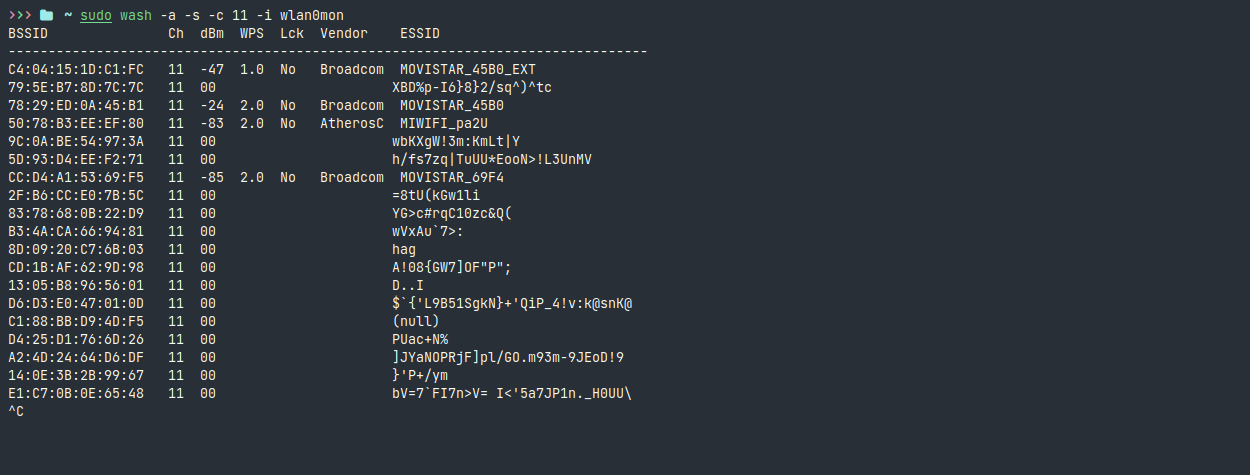 ❯❯❯ ~ sudo wash -a -s -c 11 -i wlan0mon
BSSID               Ch  dBm  WPS  Lck  Vendor    ESSID
--------------------------------------------------------------------------------
C4:04:15:1D:C1:FC   11  -47  1.0  No   Broadcom  MOVISTAR_45B0_EXT
79:5E:B7:8D:7C:7C   11  00                      XBD%p-I6}8}2/sq^)^tc
78:29:ED:0A:45:B1   11  -24  2.0  No   Broadcom  MOVISTAR_45B0
50:78:B3:EE:EF:80   11  -83  2.0  No   AtherosC  MIWIFI_pa2U
9C:0A:BE:54:97:3A   11  00                      wbKXgW!3m:KmLt|Y
5D:93:D4:EE:F2:71   11  00                      h/fs7zq|TuUU*EooN>!L3UnMV
CC:D4:A1:53:69:F5   11  -85  2.0  No   Broadcom  MOVISTAR_69F4
2F:B6:CC:E0:7B:5C   11  00                      =8tU(kGw1li
83:78:68:0B:22:D9   11  00                      YG>c#rqC10zc&Q(
B3:4A:CA:66:94:81   11  00                      wVxAu`7>:
8D:09:20:C7:6B:03   11  00                      hag
CD:1B:AF:62:9D:98   11  00                      A!08{GW7]OF"P";
13:05:B8:96:56:01   11  00                      D..I
D6:D3:E0:47:01:0D   11  00                      $`{'L9B51SgkN}+'QiP_4!v:k@snK@
C1:88:BB:D9:4D:F5   11  00                      (null)
D4:25:D1:76:6D:26   11  00                      PUac+N%
A2:4D:24:64:D6:DF   11  00                      ]JYaNOPRjF]pl/GO.m93m-9JEoD!9
14:0E:3B:2B:99:67   11  00                      }'P+/ym
E1:C7:0B:0E:65:48   11  00                      bV=7`FI7n>V= I<'5a7JP1n._H0UU\
^C